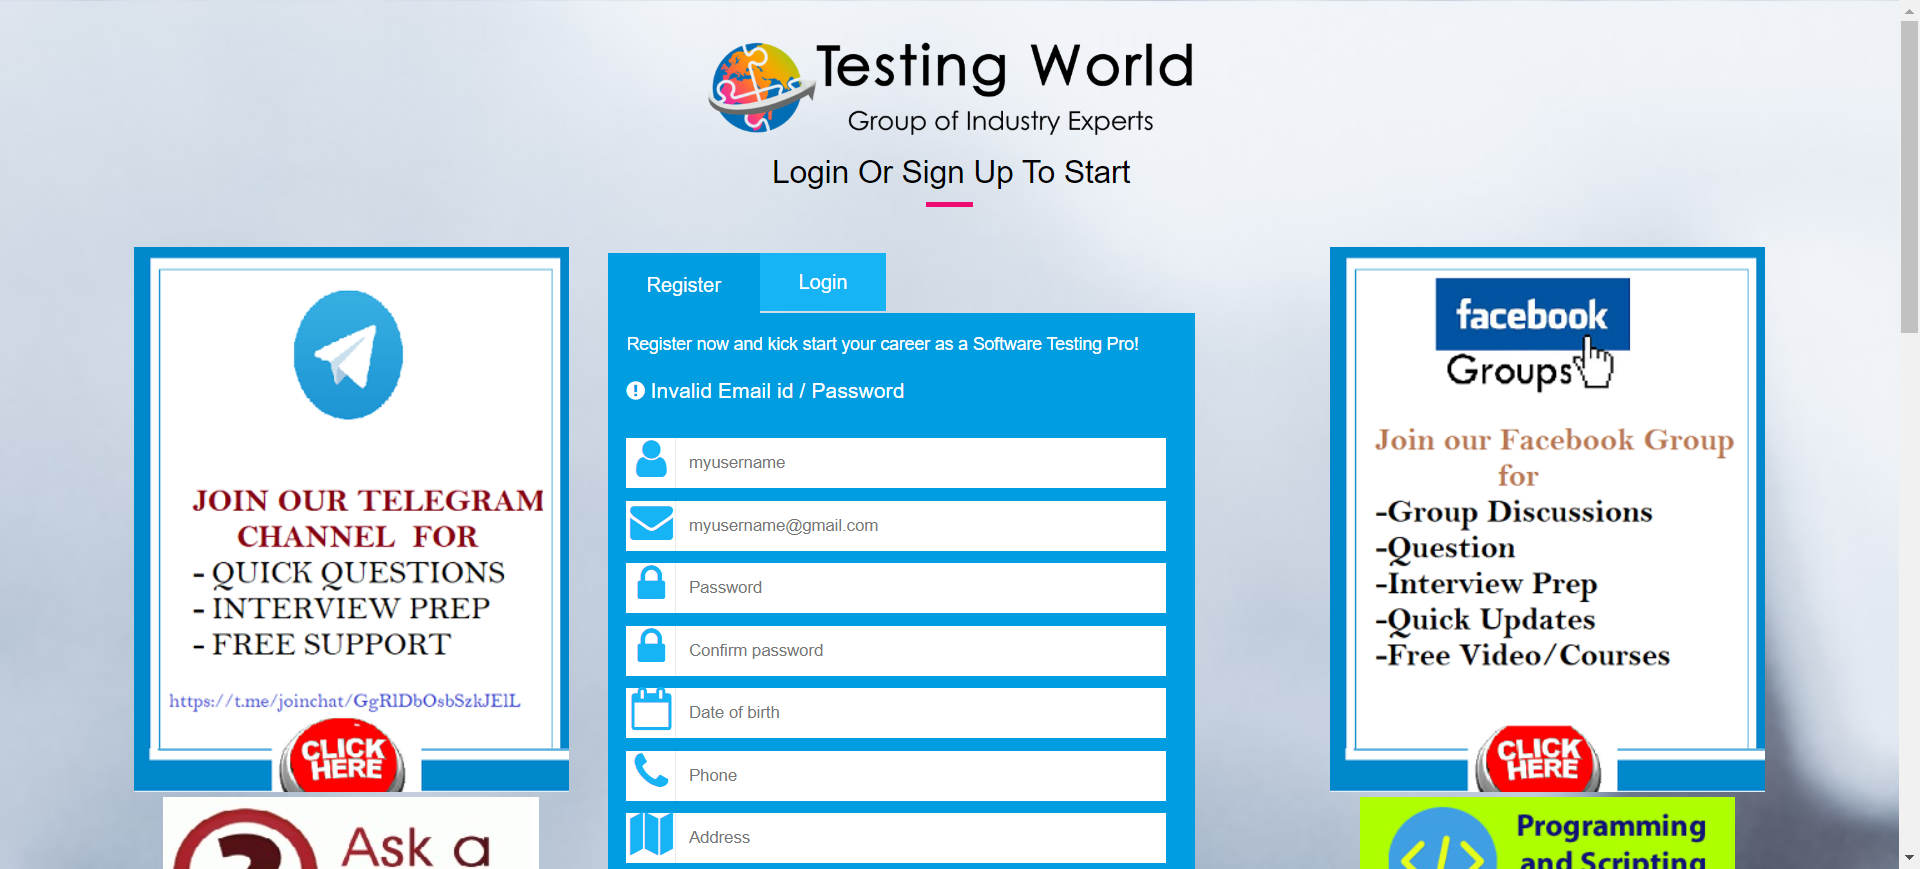 Testing World
Group of Industry Experts
Login Or Sign Up To Start
JOIN OUR TELEGRAM
CHANNEL FOR
- QUICK QUESTIONS
- INTERVIEW PREP
- FREE SUPPORT
https://t.me/joinchat/GgRlDbOsbSzkJElL
CLICK
HERE
Ask a
Register
Login
Register now and kick start your career as a Software Testing Pro!
Invalid Email id / Password
myusername
myusername@gmail.com
Password
Confirm password
Date of birth
Phone
Address
facebook
Groups
Join our Facebook Group
for
-Group Discussions
-Question
-Interview Prep
-Quick Updates
-Free Video/Courses
CLICK
HERE
Programming
and Scripting